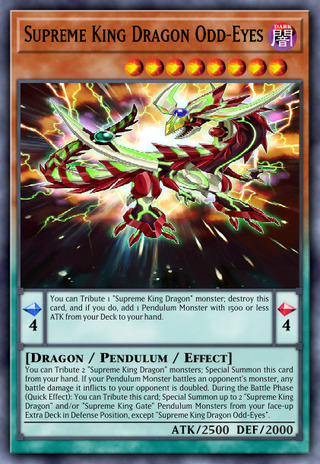 Supreme King Dragon Odd-Eyes
DARK
闇
You can Tribute 1 "Supreme King Dragon" monster; destroy this
card, and if you do, add 1 Pendulum Monster with 1500 or less
ATK from your Deck to your hand.
4
4
[Dragon / Pendulum / Effect]
You can Tribute 2 "Supreme King Dragon" monsters; Special Summon this
card from your hand. If your Pendulum Monster battles an opponent's monster, any
battle damage it inflicts to your opponent is doubled. During the Battle Phase
(Quick Effect): You can Tribute this card; Special Summon up to 2 "Supreme King
Dragon" and/or "Supreme King Gate" Pendulum Monsters from your face-up
Extra Deck in Defense Position, except "Supreme King Dragon Odd-Eyes".
ATK/2500 DEF/2000